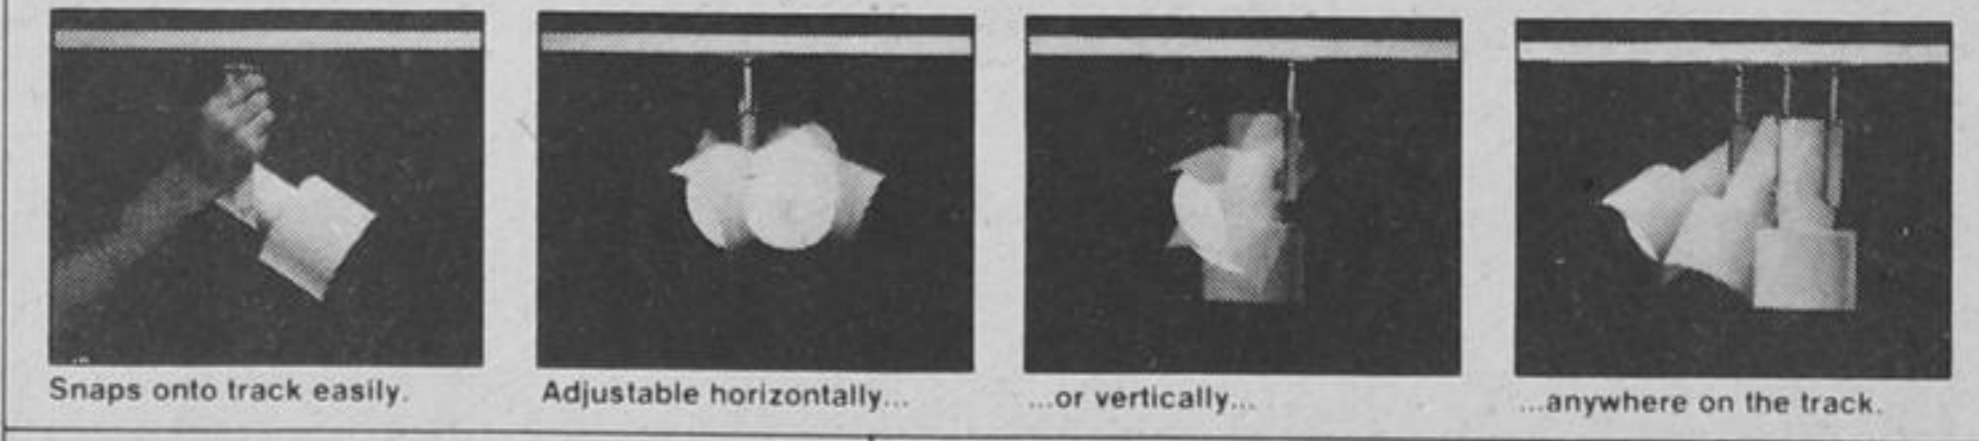 Snaps onto track easily.
Adjustable horizontally...
...or vertically...
...anywhere on the track.